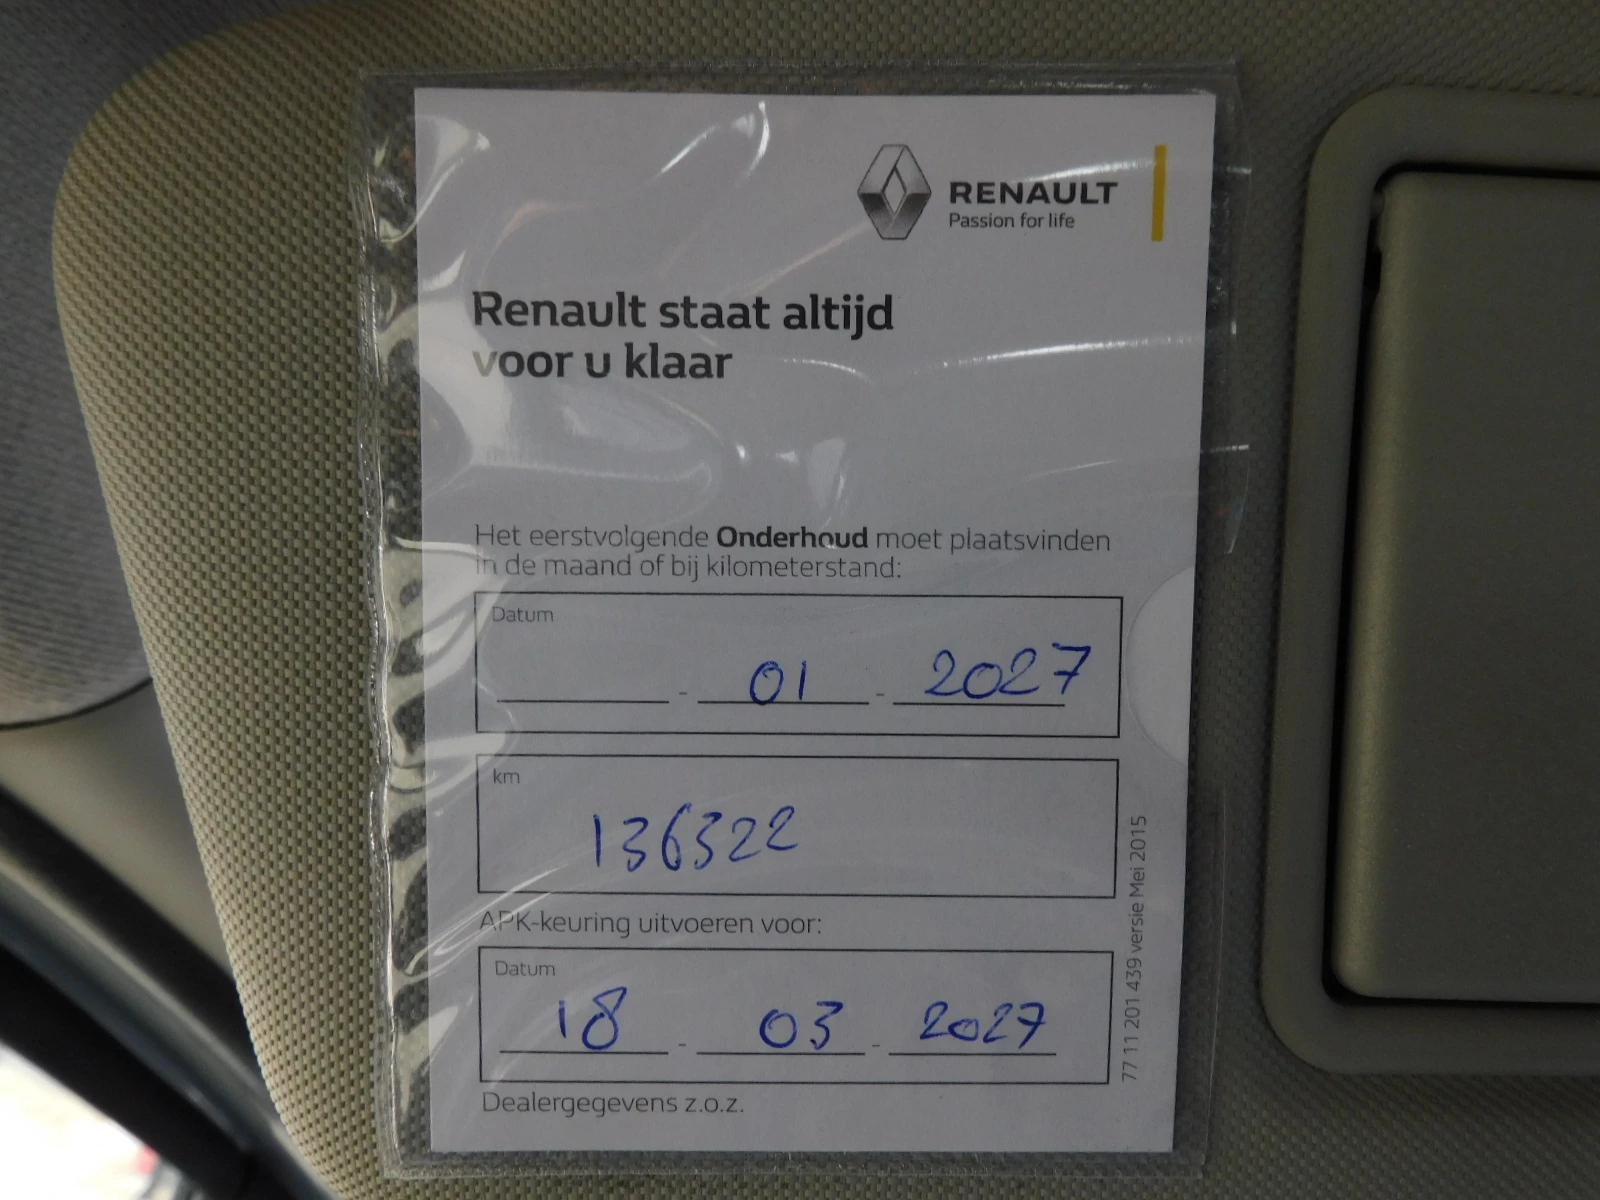 RENAULT
Passion for life
Renault staat altijd
voor u klaar
Het eerstvolgende Onderhoud moet plaatsvinden
in de maand of bij kilometerstand:
Datum
- 01 - 2027
km
136322
APK-keuring uitvoeren voor:
Datum
18 - 03 - 2027
Dealergegevens z.o.z.
77 11 201 439 versie Mei 2015